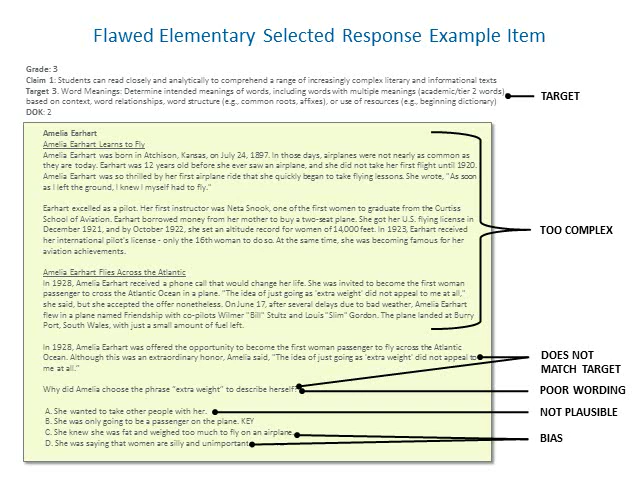 Flawed Elementary Selected Response Example Item
Grade: 3
Claim 1: Students can read closely and analytically to comprehend a range of increasingly complex literary and informational texts
Target 3. Word Meanings: Determine intended meanings of words, including words with multiple meanings (academic/tier 2 words)
based on context, word relationships, word structure (e.g., common roots, affixes), or use of resources (e.g., beginning dictionary)
DOK: 2
TARGET
Amelia Earhart
Amelia Earhart Learns to Fly
Amelia Earhart was born in Atchison, Kansas, on July 24, 1897. In those days, airplanes were not nearly as common as
they are today. Earhart was 12 years old before she ever saw an airplane, and she did not take her first flight until 1920.
Amelia Earhart was so thrilled by her first airplane ride that she quickly began to take flying lessons. She wrote, "As soon
as I left the ground, I knew I myself had to fly."
Earhart excelled as a pilot. Her first instructor was Neta Snook, one of the first women to graduate from the Curtiss
School of Aviation. Earhart borrowed money from her mother to buy a two-seat plane. She got her U.S. flying license in
December 1921, and by October 1922, she set an altitude record for women of 14,000 feet. In 1923, Earhart received
her international pilot's license - only the 16th woman to do so. At the same time, she was becoming famous for her
aviation achievements.
TOO COMPLEX
Amelia Earhart Flies Across the Atlantic
In 1928, Amelia Earhart received a phone call that would change her life. She was invited to become the first woman
passenger to cross the Atlantic Ocean in a plane. "The idea of just going as 'extra weight' did not appeal to me at all,"
she said, but she accepted the offer nonetheless. On June 17, after several delays due to bad weather, Amelia Earhart
flew in a plane named Friendship with co-pilots Wilmer "Bill" Stultz and Louis "Slim" Gordon. The plane landed at Burry
Port, South Wales, with just a small amount of fuel left.
In 1928, Amelia Earhart was offered the opportunity to become the first woman passenger to fly across the Atlantic
Ocean. Although this was an extraordinary honor, Amelia said, "The idea of just going as 'extra weight' did not appeal to
me at all."
DOES NOT
MATCH TARGET
Why did Amelia choose the phrase "extra weight" to describe herself?
POOR WORDING
A. She wanted to take other people with her.
NOT PLAUSIBLE
B. She was only going to be a passenger on the plane. KEY
C. She knew she was fat and weighed too much to fly on an airplane.
D. She was saying that women are silly and unimportant.
BIAS